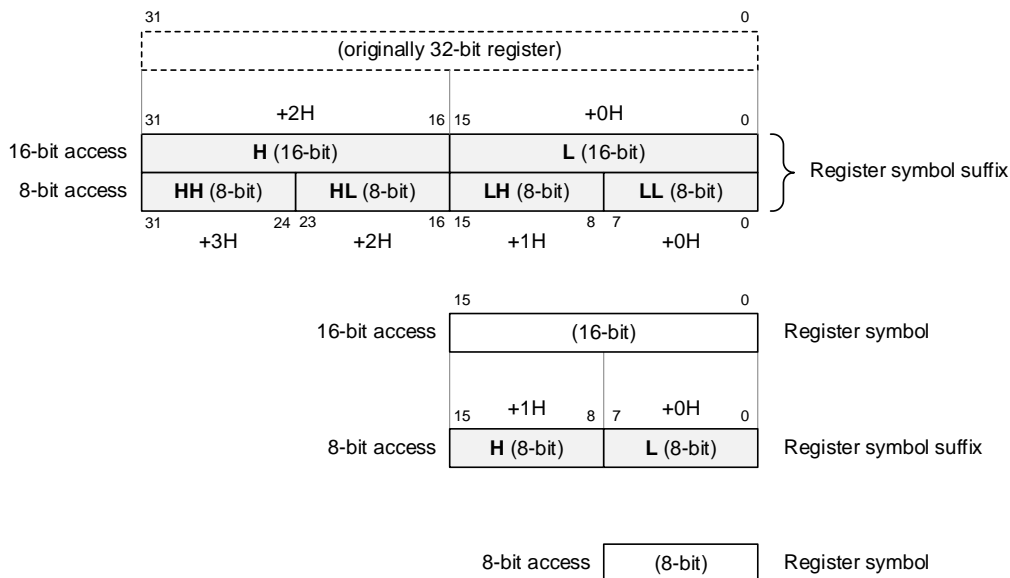 31 0
(originally 32-bit register)
+2H +0H
31 16 15 0
16-bit access H (16-bit) L (16-bit)
Register symbol suffix
8-bit access HH (8-bit) HL (8-bit) LH (8-bit) LL (8-bit)
31 24 23 16 15 8 7 0
+3H +2H +1H +0H
15 0
16-bit access (16-bit) Register symbol
+1H +0H
15 8 7 0
8-bit access H (8-bit) L (8-bit) Register symbol suffix
8-bit access (8-bit) Register symbol